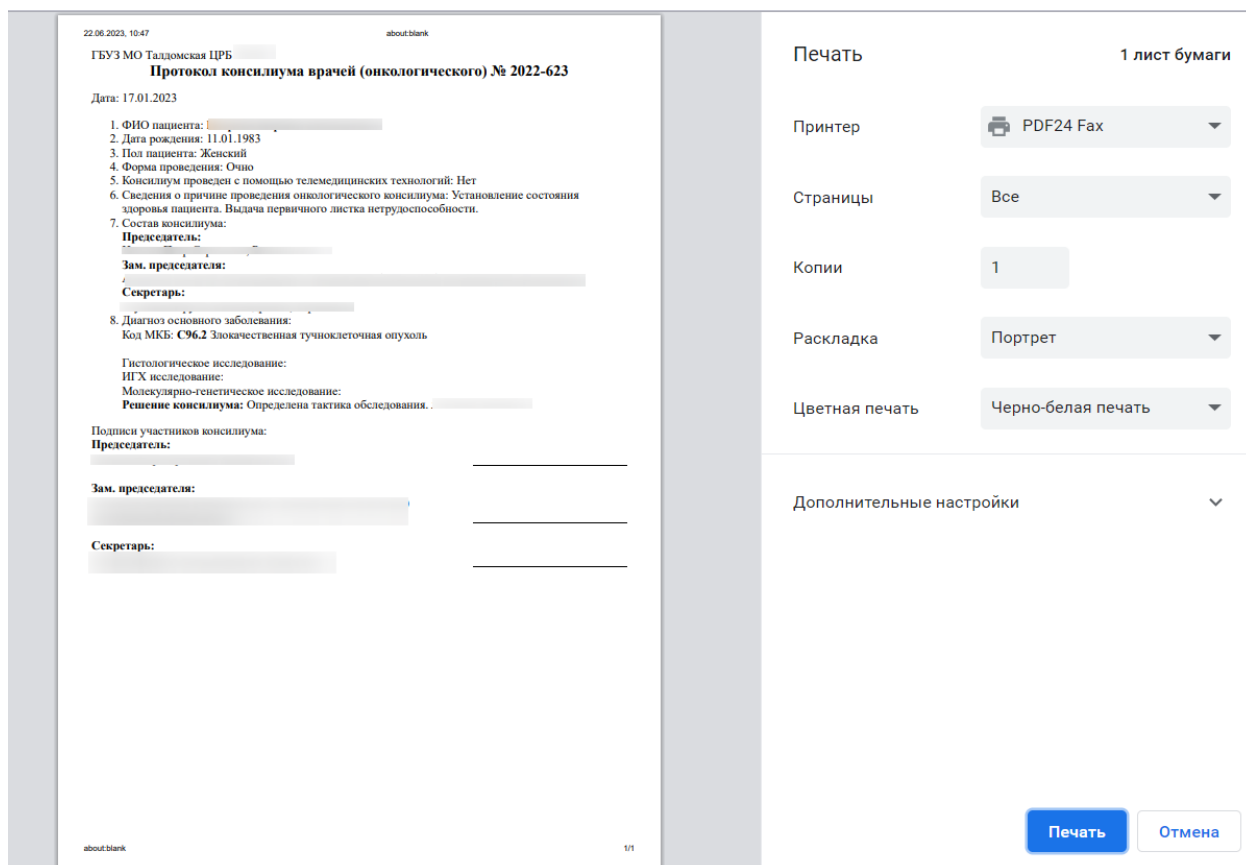 22.06.2023, 10:47 about:blank
ГБУЗ МО Талдомская ЦРБ
Протокол консилиума врачей (онкологического) № 2022-623
Дата: 17.01.2023
1. ФИО пациента:
2. Дата рождения: 11.01.1983
3. Пол пациента: Женский
4. Форма проведения: Очно
5. Консилиум проведен с помощью телемедицинских технологий: Нет
6. Сведения о причине проведения онкологического консилиума: Установление состояния
здоровья пациента. Выдача первичного листка нетрудоспособности.
7. Состав консилиума:
Председатель:
Зам. председателя:
Секретарь:
8. Диагноз основного заболевания:
Код МКБ: C96.2 Злокачественная тучноклеточная опухоль
Гистологическое исследование:
ИГХ исследование:
Молекулярно-генетическое исследование:
Решение консилиума: Определена тактика обследования.
Подписи участников консилиума:
Председатель:
Зам. председателя:
Секретарь:
about:blank 1/1
Печать 1 лист бумаги
Принтер PDF24 Fax
Страницы Все
Копии 1
Раскладка Портрет
Цветная печать Черно-белая печать
Дополнительные настройки
Печать Отмена